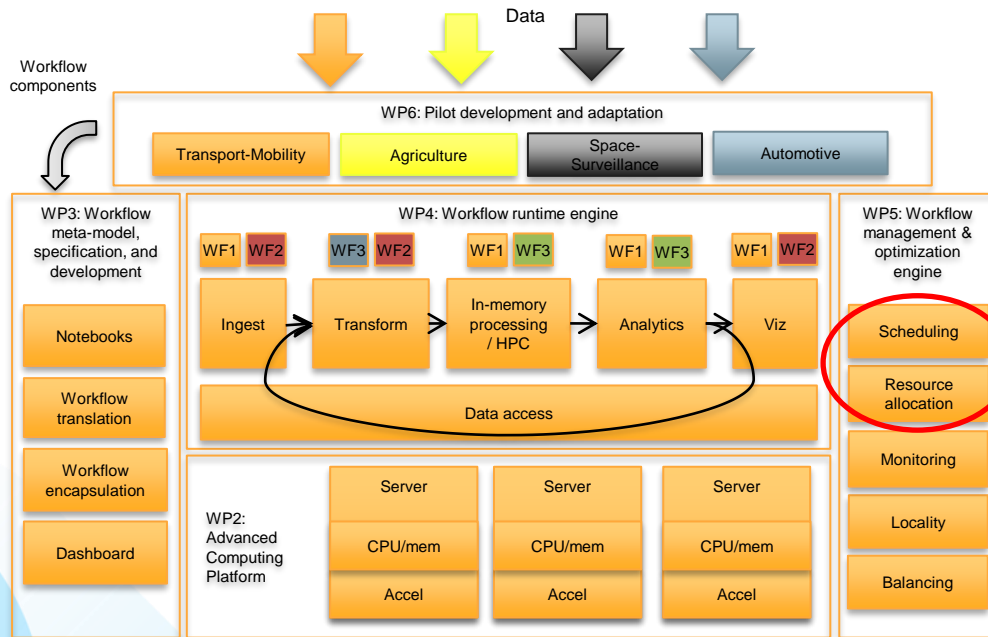 Data
Workflow
components
WP6: Pilot development and adaptation
Transport-Mobility
Agriculture
Space-
Surveillance
Automotive
WP3: Workflow
meta-model,
specification, and
development
Notebooks
Workflow
translation
Workflow
encapsulation
Dashboard
WP4: Workflow runtime engine
WF1 WF2
WF3 WF2
WF1 WF3
WF1 WF3
WF1 WF2
Ingest
Transform
In-memory
processing
/ HPC
Analytics
Viz
Data access
WP2:
Advanced
Computing
Platform
Server
CPU/mem
Accel
Server
CPU/mem
Accel
Server
CPU/mem
Accel
WP5: Workflow
management &
optimization
engine
Scheduling
Resource
allocation
Monitoring
Locality
Balancing